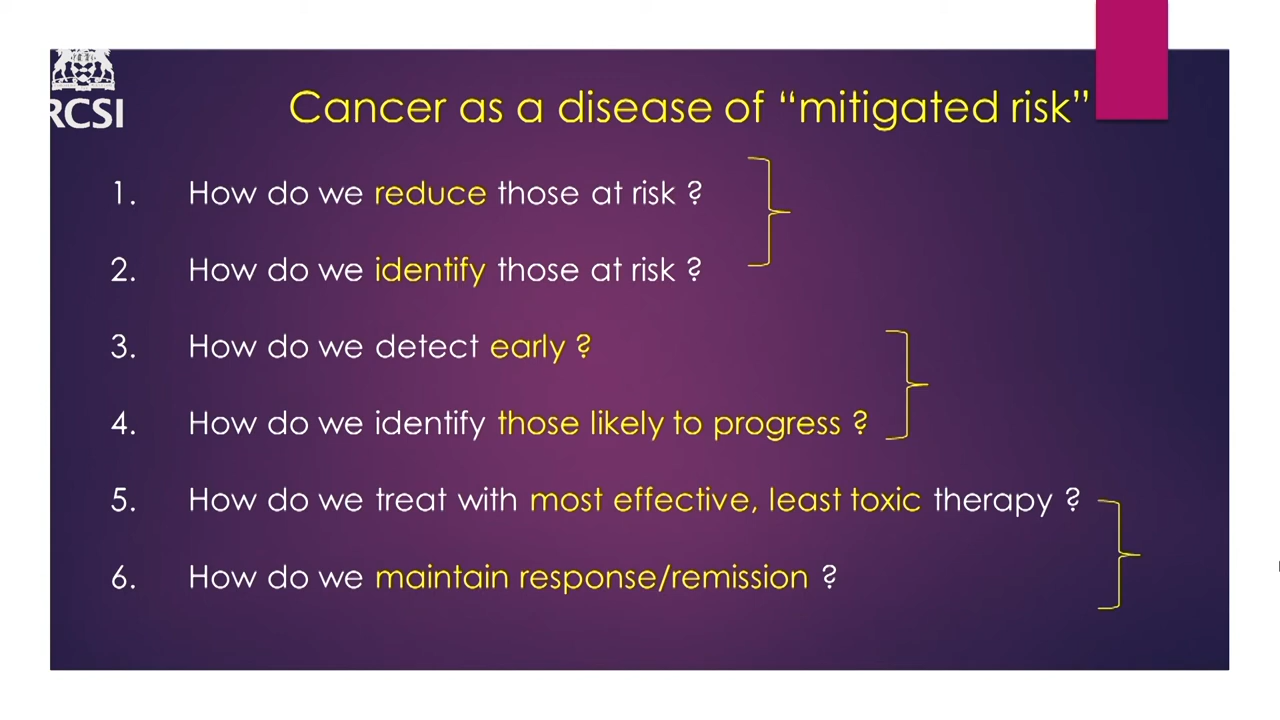 RCSI
Cancer as a disease of “mitigated risk”
1. How do we reduce those at risk ?
2. How do we identify those at risk ?
3. How do we detect early ?
4. How do we identify those likely to progress ?
5. How do we treat with most effective, least toxic therapy ?
6. How do we maintain response/remission ?